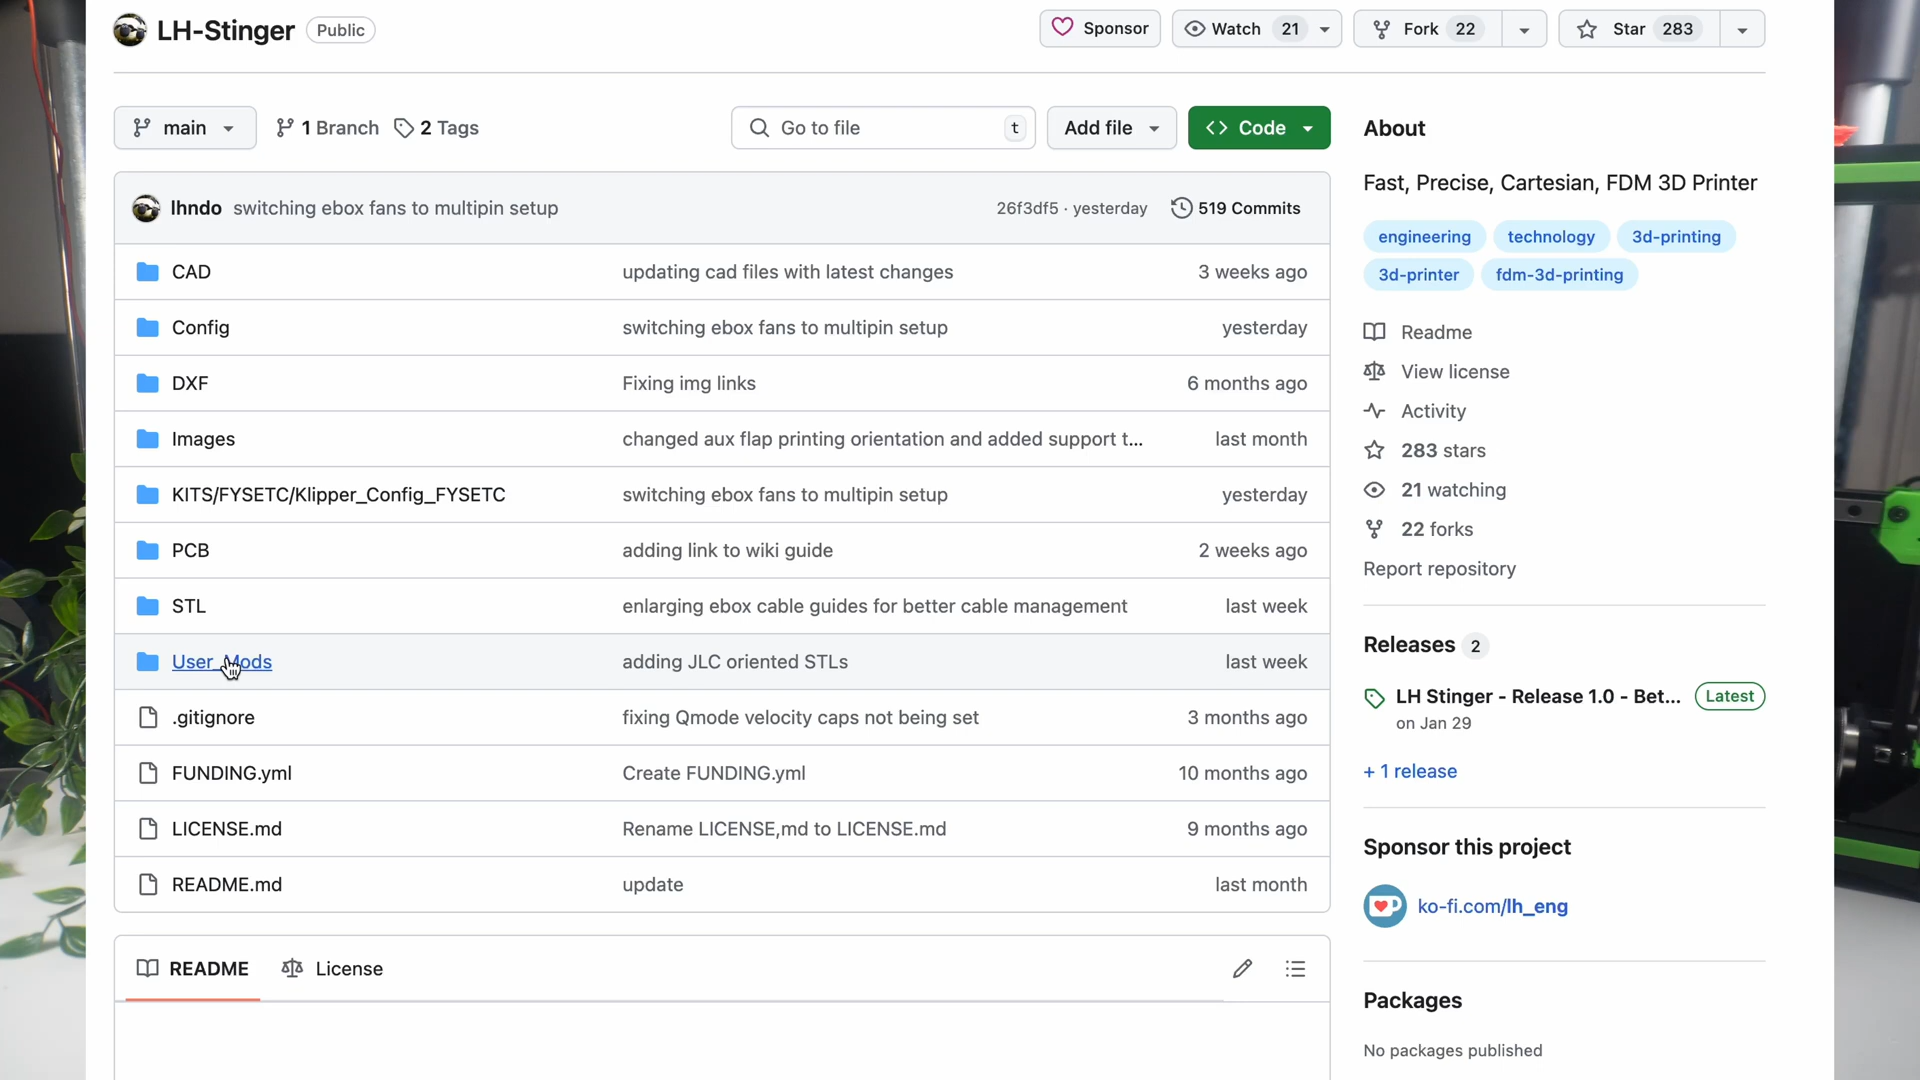 LH-Stinger Public Sponsor Watch 21 Fork 22 Star 283
main 1 Branch 2 Tags Go to file t Add file Code About
Fast, Precise, Cartesian, FDM 3D Printer
lhndo switching ebox fans to multipin setup 26f3df5 · yesterday 519 Commits
engineering technology 3d-printing
3d-printer fdm-3d-printing
CAD updating cad files with latest changes 3 weeks ago
Config switching ebox fans to multipin setup yesterday
DXF Fixing img links 6 months ago
Images changed aux flap printing orientation and added support t... last month
KITS/FYSETC/Klipper_Config_FYSETC switching ebox fans to multipin setup yesterday
PCB adding link to wiki guide 2 weeks ago
STL enlarging ebox cable guides for better cable management last week
User_Mods adding JLC oriented STLs last week
.gitignore fixing Qmode velocity caps not being set 3 months ago
FUNDING.yml Create FUNDING.yml 10 months ago
LICENSE.md Rename LICENSE,md to LICENSE.md 9 months ago
README.md update last month
README License
Readme
View license
Activity
283 stars
21 watching
22 forks
Report repository
Releases 2
LH Stinger - Release 1.0 - Bet... Latest
on Jan 29
+ 1 release
Sponsor this project
ko-fi.com/lh_eng
Packages
No packages published